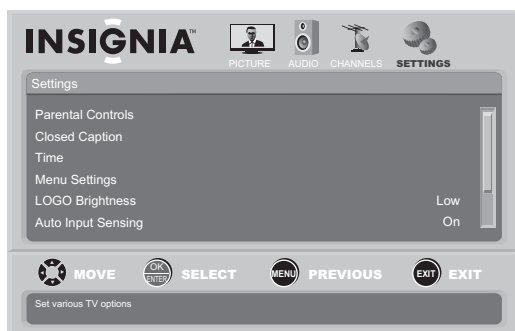 INSIGNIA™
PICTURE AUDIO CHANNELS SETTINGS
Settings
Parental Controls
Closed Caption
Time
Menu Settings
LOGO Brightness Low
Auto Input Sensing On
MOVE OK ENTER SELECT MENU PREVIOUS EXIT EXIT
Set various TV options